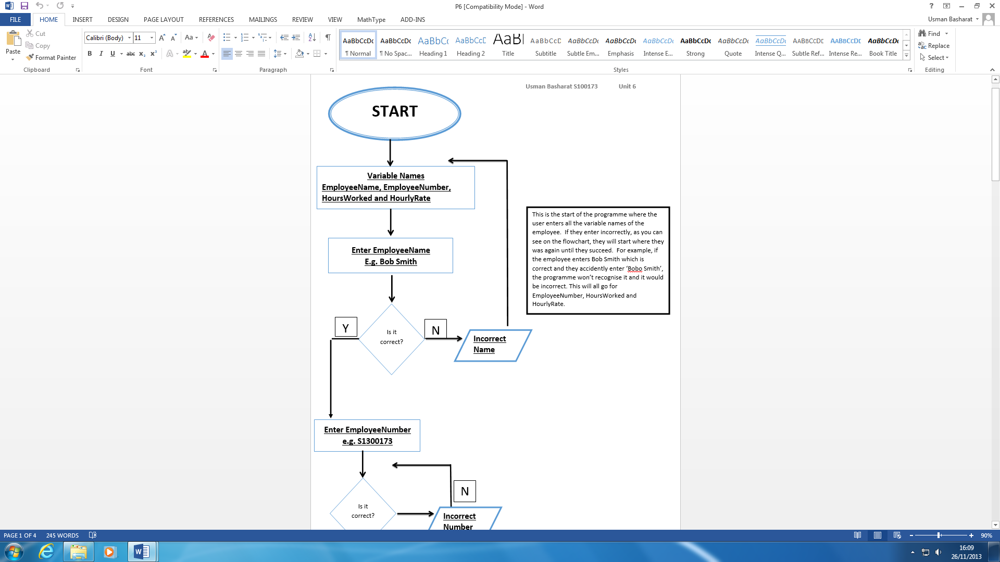 P6 [Compatibility Mode] - Word
FILE HOME INSERT DESIGN PAGE LAYOUT REFERENCES MAILINGS REVIEW VIEW MathType ADD-INS
Usman Basharat
Paste
Cut
Copy
Format Painter
Clipboard
Calibri (Body) 11
Font
Paragraph
AaBbCcDc AaBbCcDc AaBbCc AaBbCcD AaBl AaBbCcD AaBbCcDc AaBbCcDc AaBbCcDc AaBbCcDc AaBbCcDc AaBbCcDc AABBCCDE AABBCCDE AaBbCcDc
¶ Normal ¶ No Spac... Heading 1 Heading 2 Title Subtitle Subtle Em... Emphasis Intense E... Strong Quote Intense Q... Subtle Ref... Intense Re... Book Title
Styles
Find
Replace
Select
Editing
Usman Basharat S100173 Unit 6
START
Variable Names
EmployeeName, EmployeeNumber,
HoursWorked and HourlyRate
This is the start of the programme where the
user enters all the variable names of the
employee. If they enter incorrectly, as you can
see on the flowchart, they will start where they
was again until they succeed. For example, if
the employee enters Bob Smith which is
correct and they accidently enter ‘Bobo Smith’,
the programme won’t recognise it and it would
be incorrect. This will all go for
EmployeeNumber, HoursWorked and
HourlyRate.
Enter EmployeeName
E.g. Bob Smith
Y
Is it
correct?
N
Incorrect
Name
Enter EmployeeNumber
e.g. S1300173
Is it
correct?
N
Incorrect
Number
PAGE 1 OF 4 245 WORDS
90%
16:09
26/11/2013